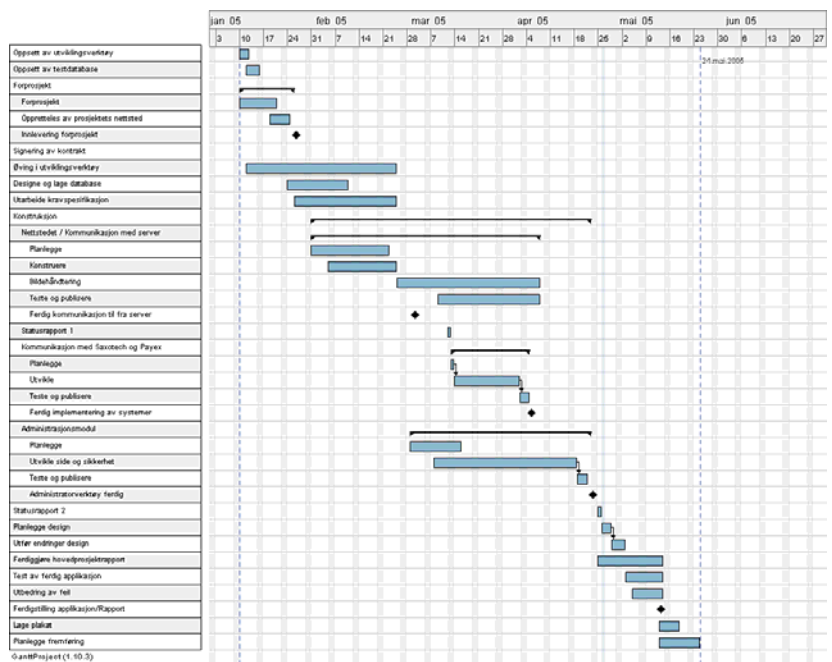 jan 05 feb 05 mar 05 apr 05 mai 05 jun 05
3 10 17 24 31 7 14 21 28 7 14 21 28 4 11 18 25 2 9 16 23 30 6 13 20 27
24.mai.2005
Oppsett av utviklingsverktøy
Oppsett av testdatabase
Forprosjekt
Forprosjekt
Opprettelse av prosjektets nettsted
Innlevering forprosjekt
Signering av kontrakt
Øving i utviklingsverktøy
Designe og lage database
Utarbeide kravspesifikasjon
Konstruksjon
Nettstedet / Kommunikasjon med server
Planlegge
Konstruere
Bildehåndtering
Teste og publisere
Ferdig kommunikasjon til fra server
Statusrapport 1
Kommunikasjon med Saxotech og Payex
Planlegge
Utvikle
Teste og publisere
Ferdig implementering av systemer
Administrasjonsmodul
Planlegge
Utvikle side og sikkerhet
Teste og publisere
Administratorverktøy ferdig
Statusrapport 2
Planlegge design
Utfør endringer design
Ferdiggjøre hovedprosjektrapport
Test av ferdig applikasjon
Utbedring av feil
Ferdigstilling applikasjon/Rapport
Lage plakat
Planlegge fremføring
GanttProject (1.10.3)